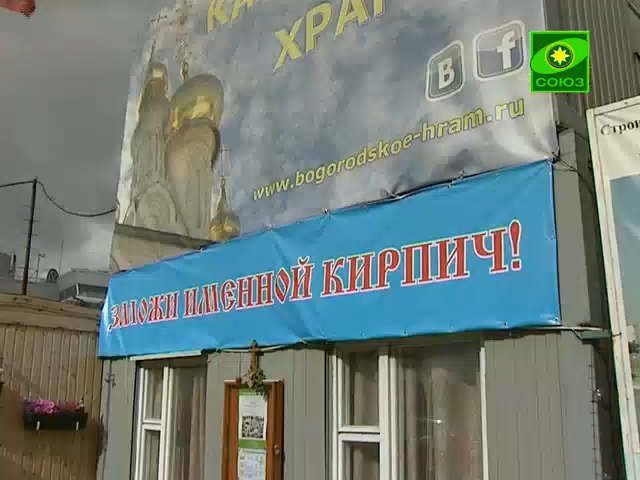 ХРАМ
В f
СОЮЗ
www.bogorodskoe-hram.ru
ЗАЛОЖИ ИМЕННОЙ КИРПИЧ!